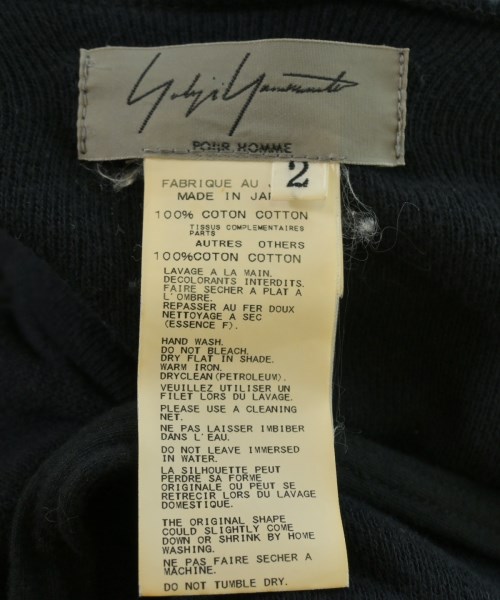 Yohji Yamamoto
POUR HOMME
2
FABRIQUE AU
MADE IN
100% COTON COTTON
TISSUS COMPLEMENTAIRES
PARTS
AUTRES OTHERS
100%COTON COTTON
LAVAGE A LA MAIN.
DECOLORANTS INTERDITS.
FAIRE SECHER A PLAT A
L'OMBRE.
REPASSER AU FER DOUX
NETTOYAGE A SEC
(ESSENCE F).
HAND WASH.
DO NOT BLEACH.
DRY FLAT IN SHADE.
WARM IRON.
DRYCLEAN(PETROLEUM).
VEUILLEZ UTILISER UN
FILET LORS DU LAVAGE.
PLEASE USE A CLEANING
NET.
NE PAS LAISSER IMBIBER
DANS L'EAU.
DO NOT LEAVE IMMERSED
IN WATER.
LA SILHOUETTE PEUT
PERDRE SA FORME
ORIGINALE OU PEUT SE
RETRECIR LORS DU LAVAGE
DOMESTIQUE.
THE ORIGINAL SHAPE
COULD SLIGHTLY COME
DOWN OR SHRINK BY HOME
WASHING.
NE PAS FAIRE SECHER A
MACHINE.
DO NOT TUMBLE DRY.